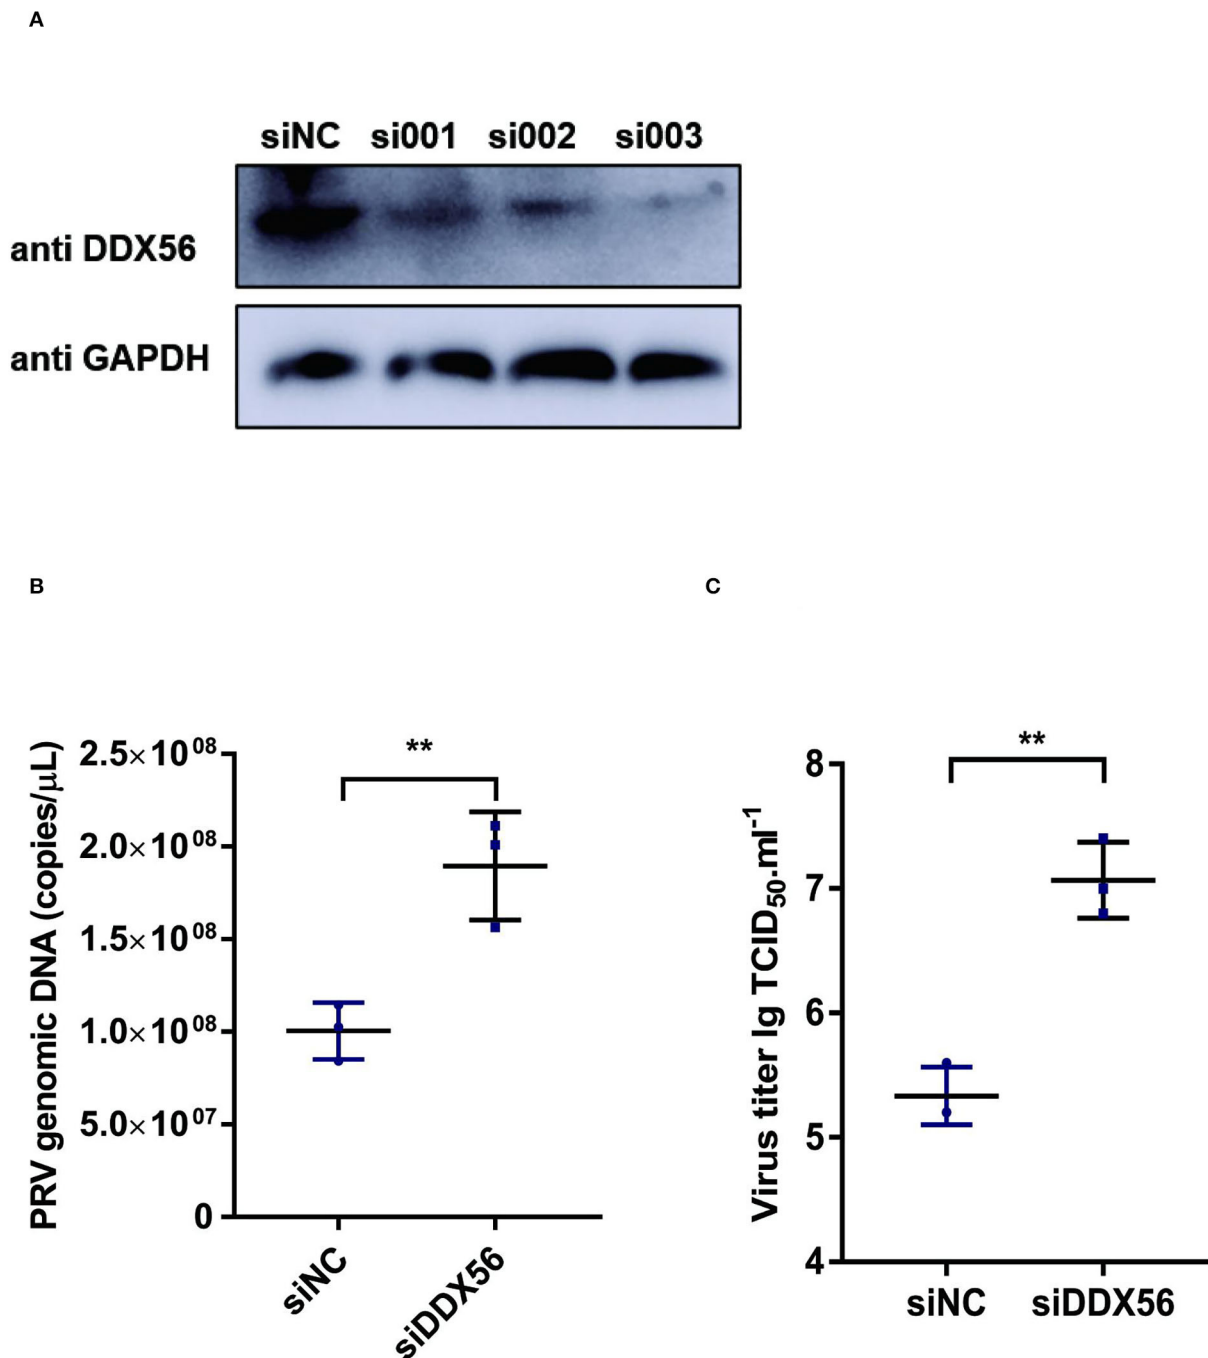 A
siNC si001 si002 si003
anti DDX56
anti GAPDH
B
C
PRV genomic DNA (copies/μL)
2.5×10⁰⁸
2.0×10⁰⁸
1.5×10⁰⁸
1.0×10⁰⁸
5.0×10⁰⁷
0
**
siNC
siDDX56
Virus titer lg TCID₅₀.ml⁻¹
8
7
6
5
4
**
siNC siDDX56